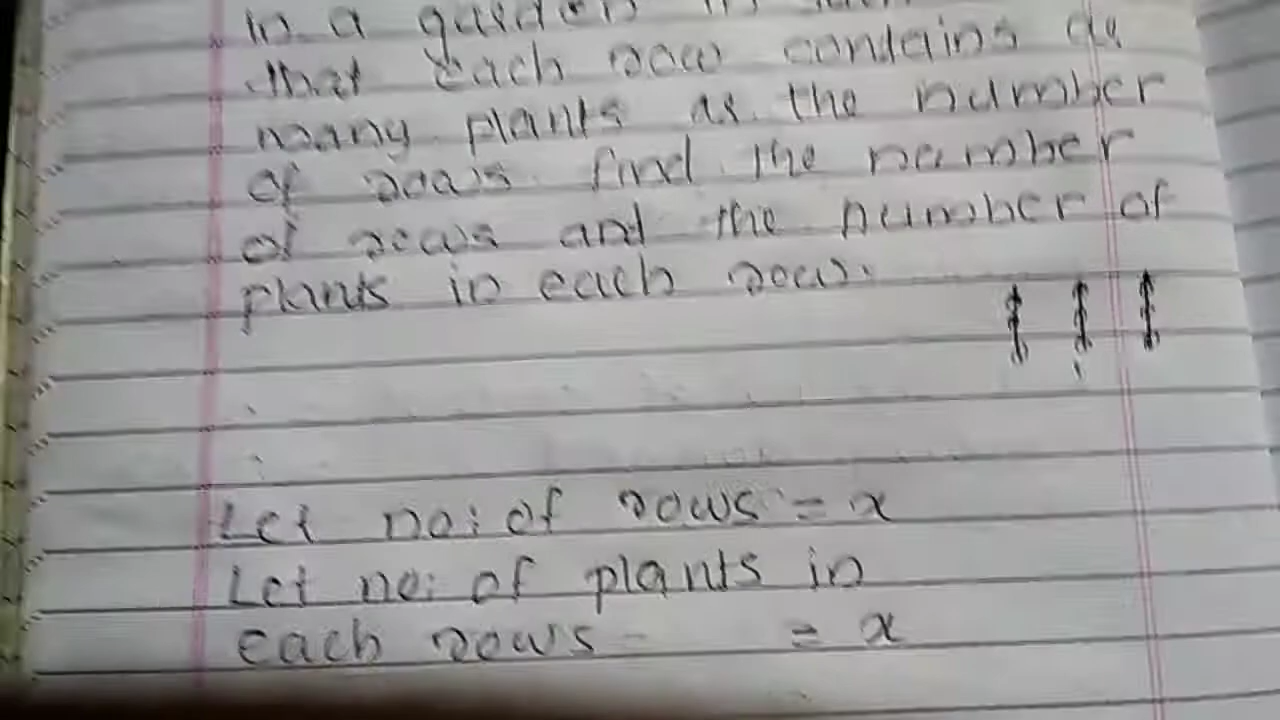 in a garden in such
that each row contains as
many plants as the number
of rows. find the number
of rows and the number of
plants in each row.
Let no: of rows = x
Let no: of plants in
each rows = x